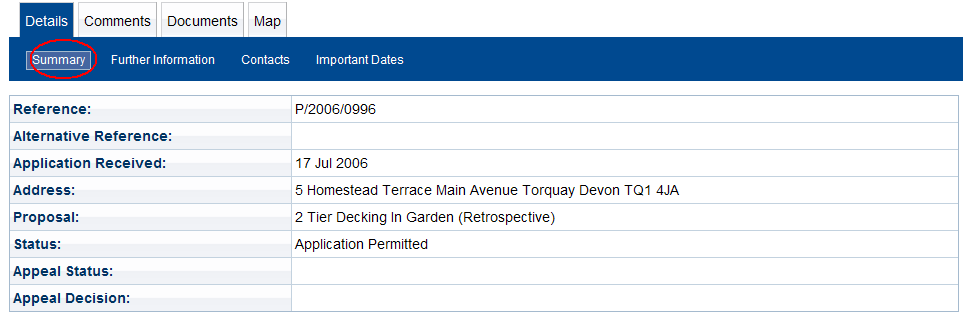 Details Comments Documents Map
Summary Further Information Contacts Important Dates
Reference: P/2006/0996
Alternative Reference:
Application Received: 17 Jul 2006
Address: 5 Homestead Terrace Main Avenue Torquay Devon TQ1 4JA
Proposal: 2 Tier Decking In Garden (Retrospective)
Status: Application Permitted
Appeal Status:
Appeal Decision: